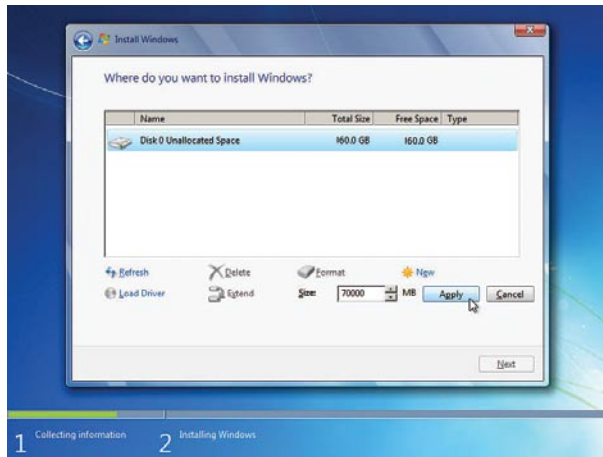 Install Windows
Where do you want to install Windows?
Name Total Size Free Space Type
Disk 0 Unallocated Space 160.0 GB 160.0 GB
Refresh Delete Format New
Load Driver Extend Size: 70000 MB Apply Cancel
Next
1 Collecting information 2 Installing Windows